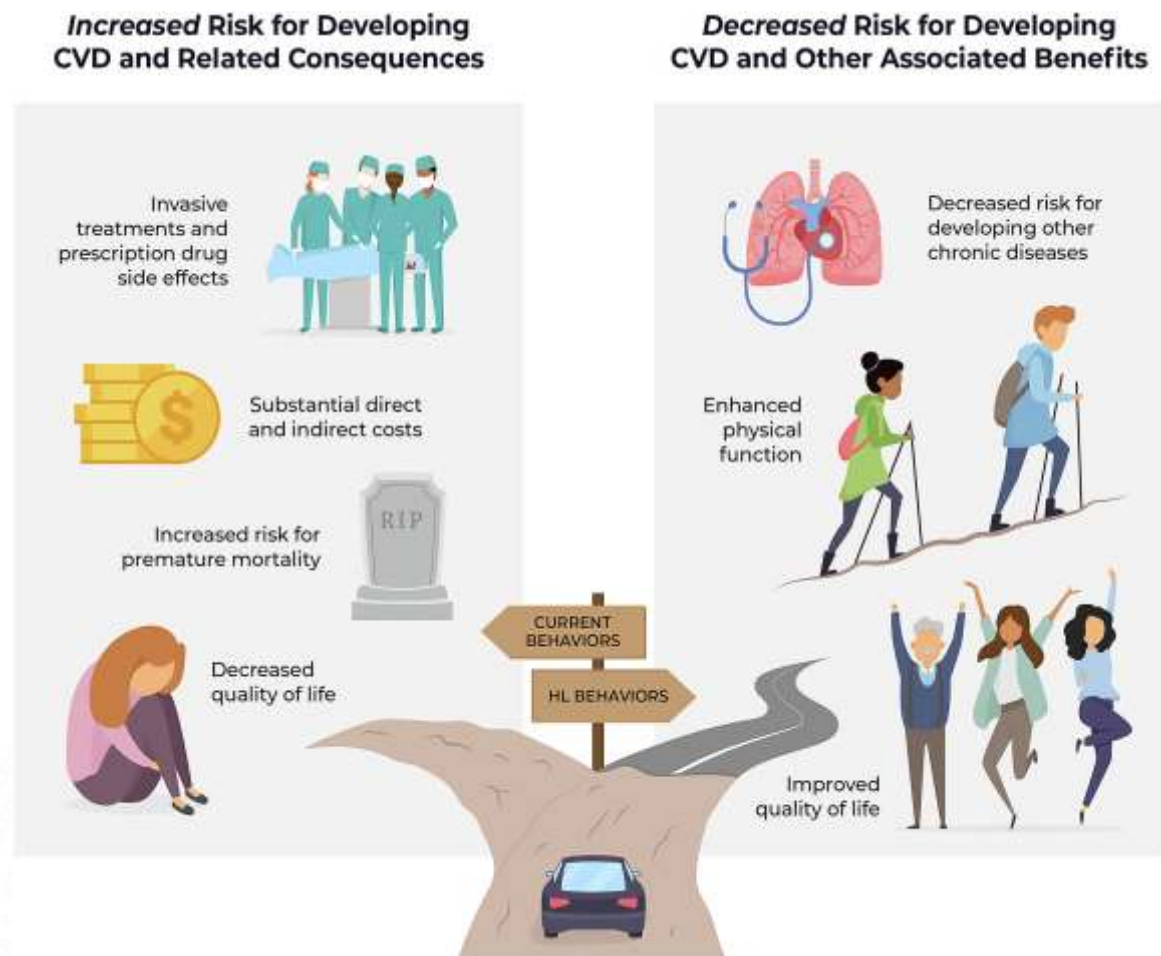 Increased Risk for Developing
CVD and Related Consequences
Invasive
treatments and
prescription drug
side effects
Substantial direct
and indirect costs
Increased risk for
premature mortality
RIP
Decreased
quality of life
CURRENT
BEHAVIORS
HL BEHAVIORS
Decreased Risk for Developing
CVD and Other Associated Benefits
Decreased risk for
developing other
chronic diseases
Enhanced
physical
function
Improved
quality of life